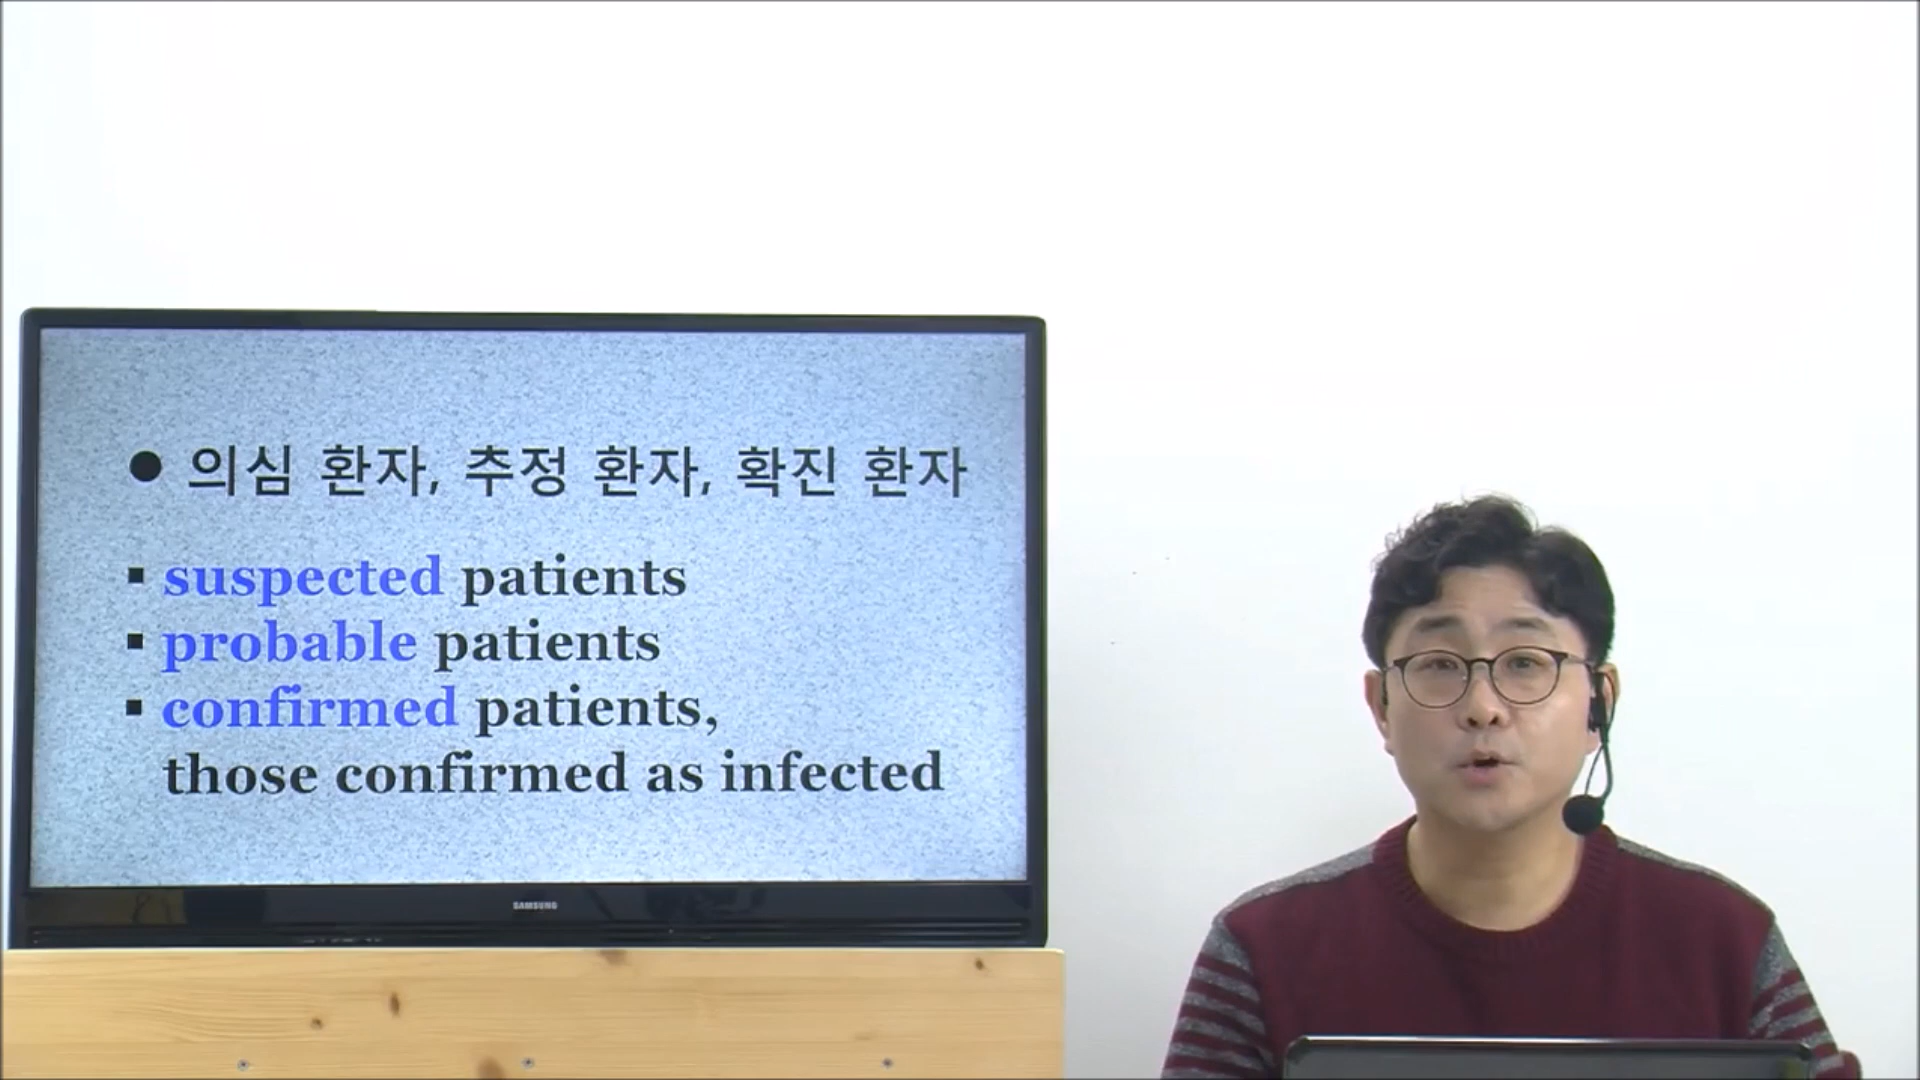 ● 의심 환자, 추정 환자, 확진 환자
▪ suspected patients
▪ probable patients
▪ confirmed patients,
those confirmed as infected
SAMSUNG